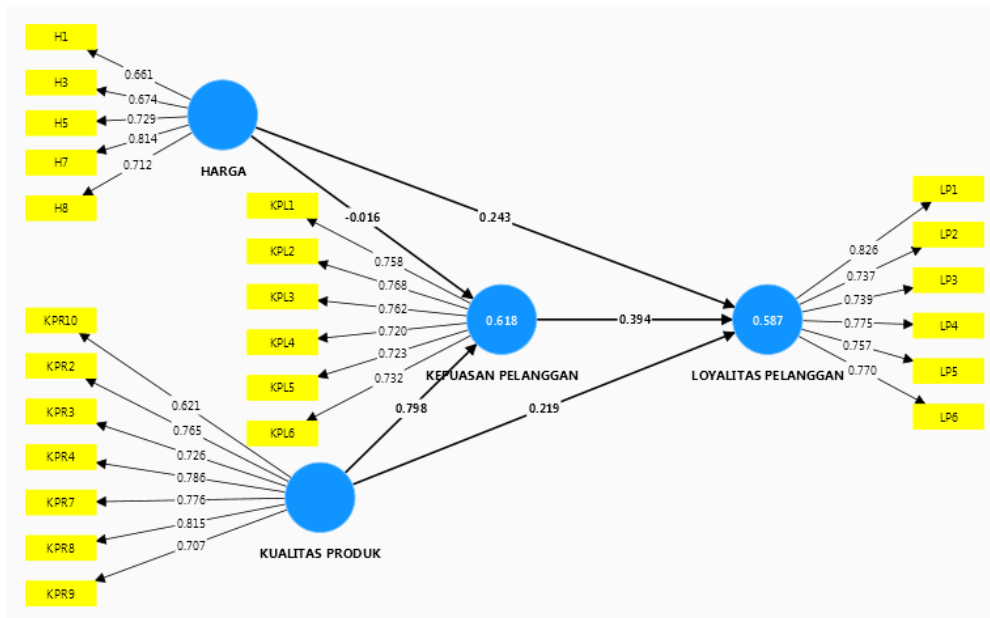 H1
H3
H5
H7
H8
0.661
0.674
0.729
0.814
0.712
HARGA
-0.016
0.243
KPL1
KPL2
KPL3
KPL4
KPL5
KPL6
0.758
0.768
0.762
0.720
0.723
0.732
0.618
KEPUASAN PELANGGAN
0.394
0.587
LOYALITAS PELANGGAN
LP1
LP2
LP3
LP4
LP5
LP6
0.826
0.737
0.739
0.775
0.757
0.770
KPR10
KPR2
KPR3
KPR4
KPR7
KPR8
KPR9
0.621
0.765
0.726
0.786
0.776
0.815
0.707
0.798
0.219
KUALITAS PRODUK